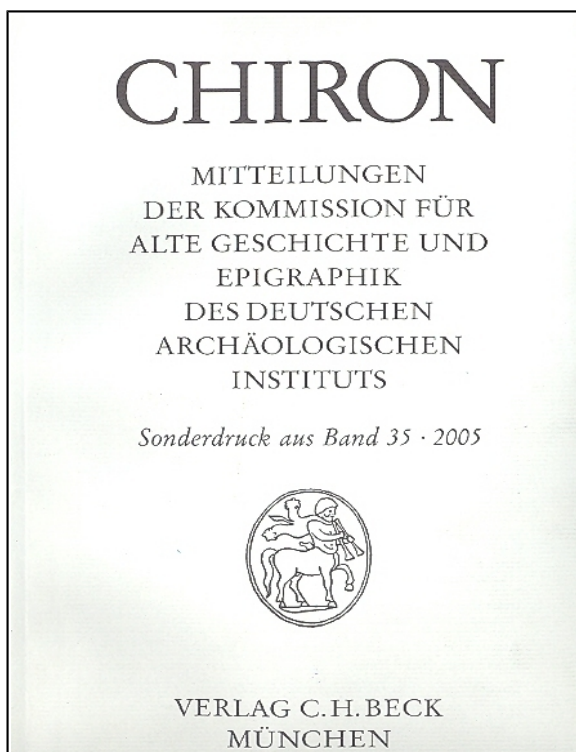 CHIRON
MITTEILUNGEN
DER KOMMISSION FÜR
ALTE GESCHICHTE UND
EPIGRAPHIK
DES DEUTSCHEN
ARCHÄOLOGISCHEN
INSTITUTS
Sonderdruck aus Band 35 · 2005
VERLAG C.H.BECK
MÜNCHEN